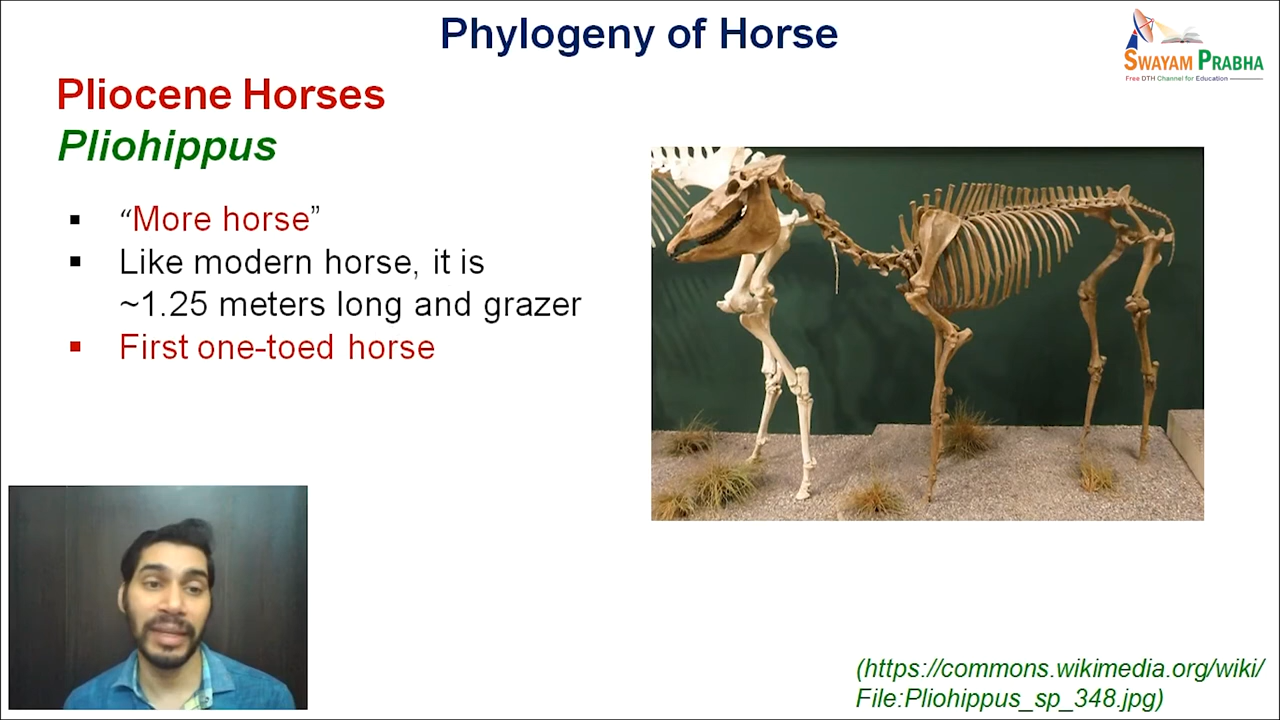 Phylogeny of Horse
SWAYAM PRABHA
Free DTH Channel for Education
Pliocene Horses
Pliohippus
▪ “More horse”
▪ Like modern horse, it is
~1.25 meters long and grazer
▪ First one-toed horse
(https://commons.wikimedia.org/wiki/
File:Pliohippus_sp_348.jpg)